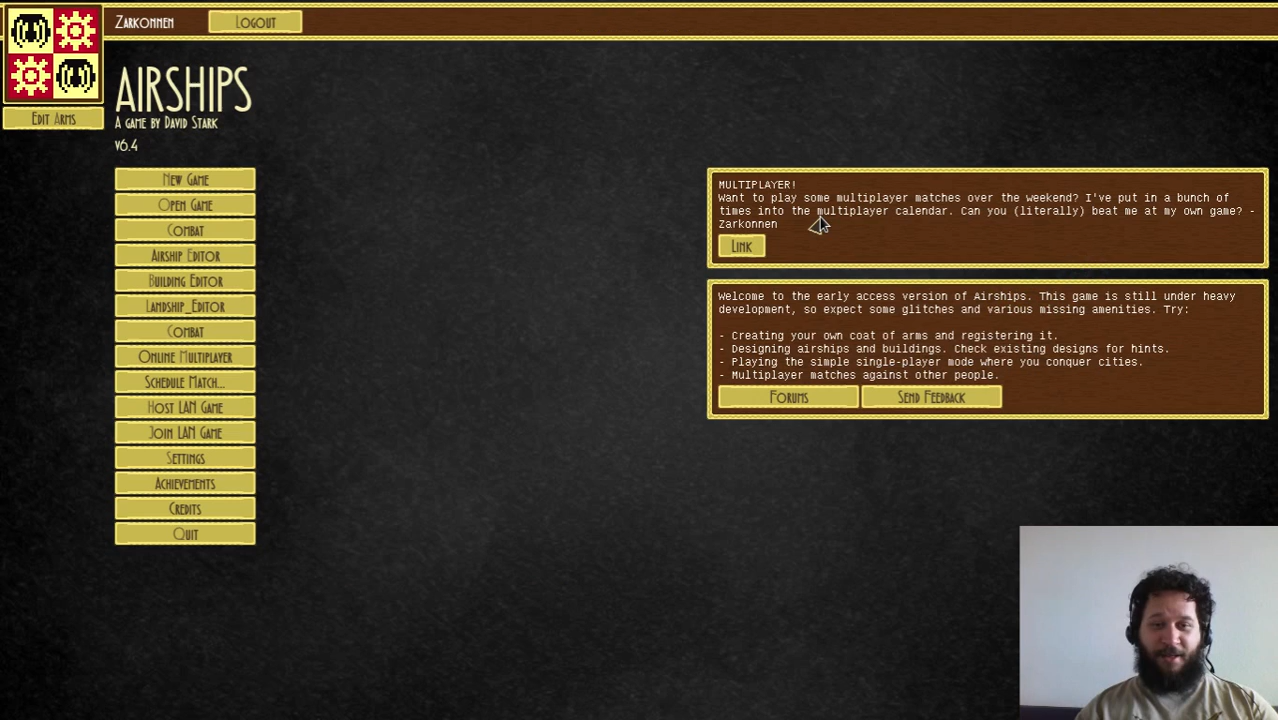 Zarkonnen
Logout
Edit Arms
AIRSHIPS
A game by David Stark
v6.4
New Game
Open Game
Combat
Airship Editor
Building Editor
Landship_Editor
Combat
Online Multiplayer
Schedule Match...
Host LAN Game
Join LAN Game
Settings
Achievements
Credits
Quit
MULTIPLAYER!
Want to play some multiplayer matches over the weekend? I've put in a bunch of
times into the multiplayer calendar. Can you (literally) beat me at my own game? -
Zarkonnen
Link
Welcome to the early access version of Airships. This game is still under heavy
development, so expect some glitches and various missing amenities. Try:
- Creating your own coat of arms and registering it.
- Designing airships and buildings. Check existing designs for hints.
- Playing the simple single-player mode where you conquer cities.
- Multiplayer matches against other people.
Forums
Send Feedback